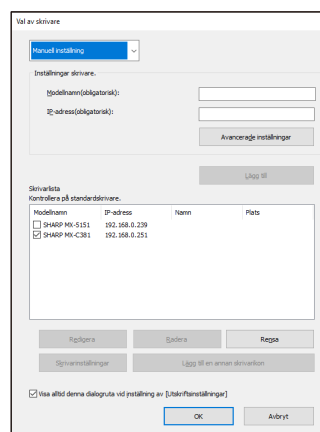 Val av skrivare
Manuell inställning
Inställningar skrivare.
Modellnamn(obligatorisk):
IP-adress(obligatorisk):
Avancerade inställningar
Lägg till
Skrivarlista
Kontrollera på standardskrivare.
Modellnamn IP-adress Namn Plats
SHARP MX-5151 192.168.0.239
SHARP MX-C381 192.168.0.251
Redigera Radera Rensa
Skrivarinställningar Lägg till en annan skrivarikon
Visa alltid denna dialogruta vid inställning av [Utskriftsinställningar]
OK Avbryt